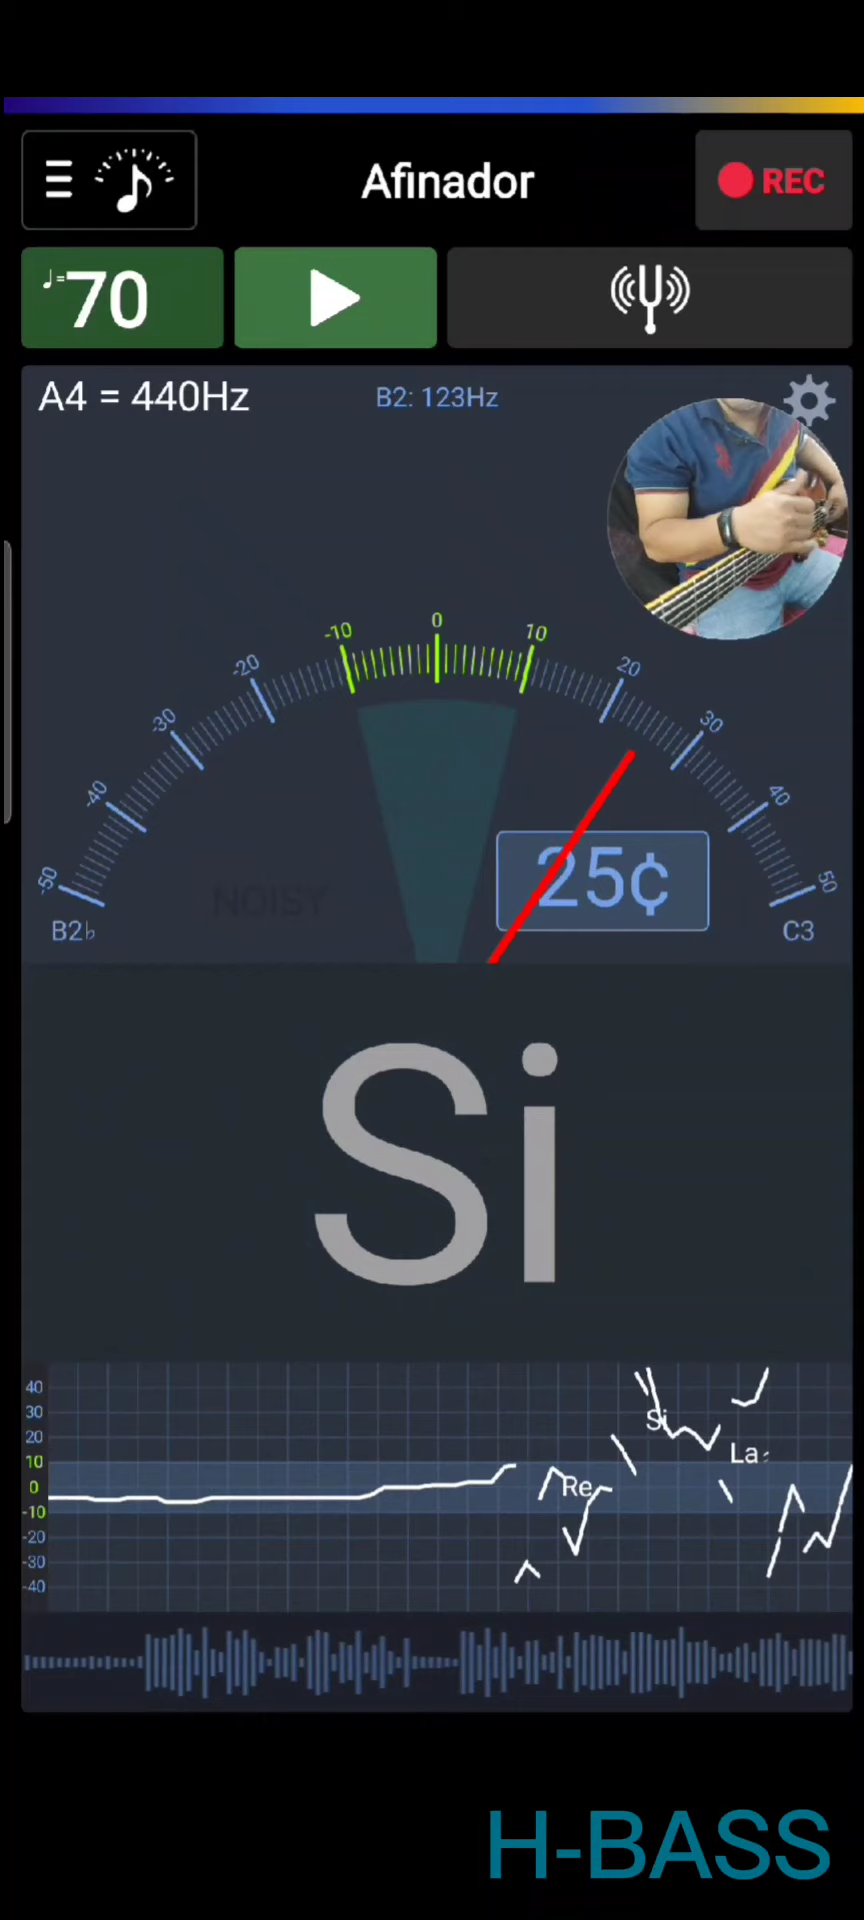 Afinador
REC
♩=70
A4 = 440Hz
B2: 123Hz
-50 -40 -30 -20 -10 0 10 20 30 40 50
25¢
NOISY
B2♭
C3
Si
40
30
20
10
0
-10
-20
-30
-40
Si
La
Re
H-BASS